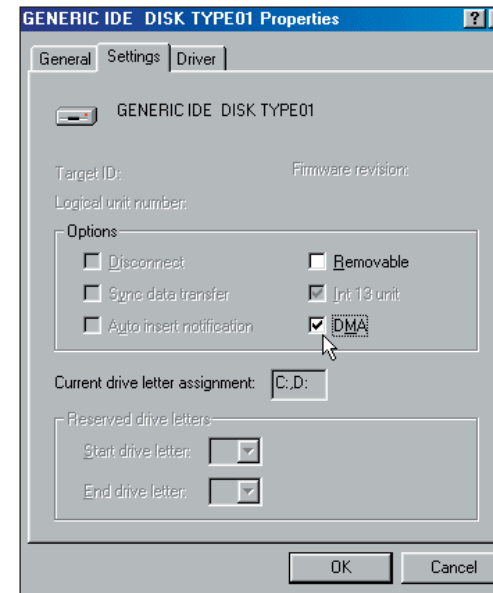 GENERIC IDE DISK TYPE01 Properties ?
General Settings Driver
GENERIC IDE DISK TYPE01
Target ID: Firmware revision:
Logical unit number:
Options
Disconnect Removable
Sync data transfer Int 13 unit
Auto insert notification DMA
Current drive letter assignment: C:,D:
Reserved drive letters
Start drive letter:
End drive letter:
OK Cancel